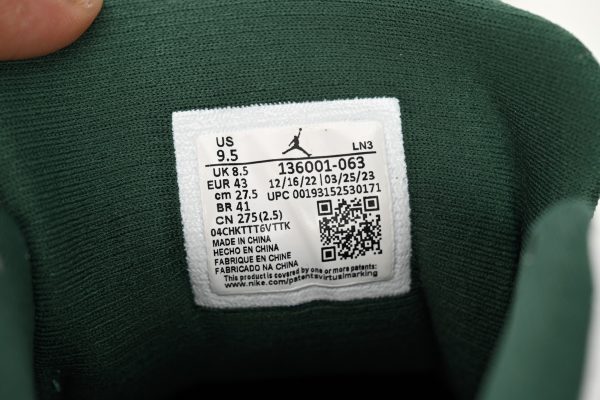 US
9.5
LN3
UK 8.5
136001-063
EUR 43
12/16/22 | 03/25/23
cm 27.5
UPC 00193152530171
BR 41
CN 275(2.5)
04CHKTTT6VTTK
MADE IN CHINA
HECHO EN CHINA
FABRIQUE EN CHINE
FABRICADO NA CHINA
This product is covered by one or more patents:
www.nike.com/patentsvirtualmarking